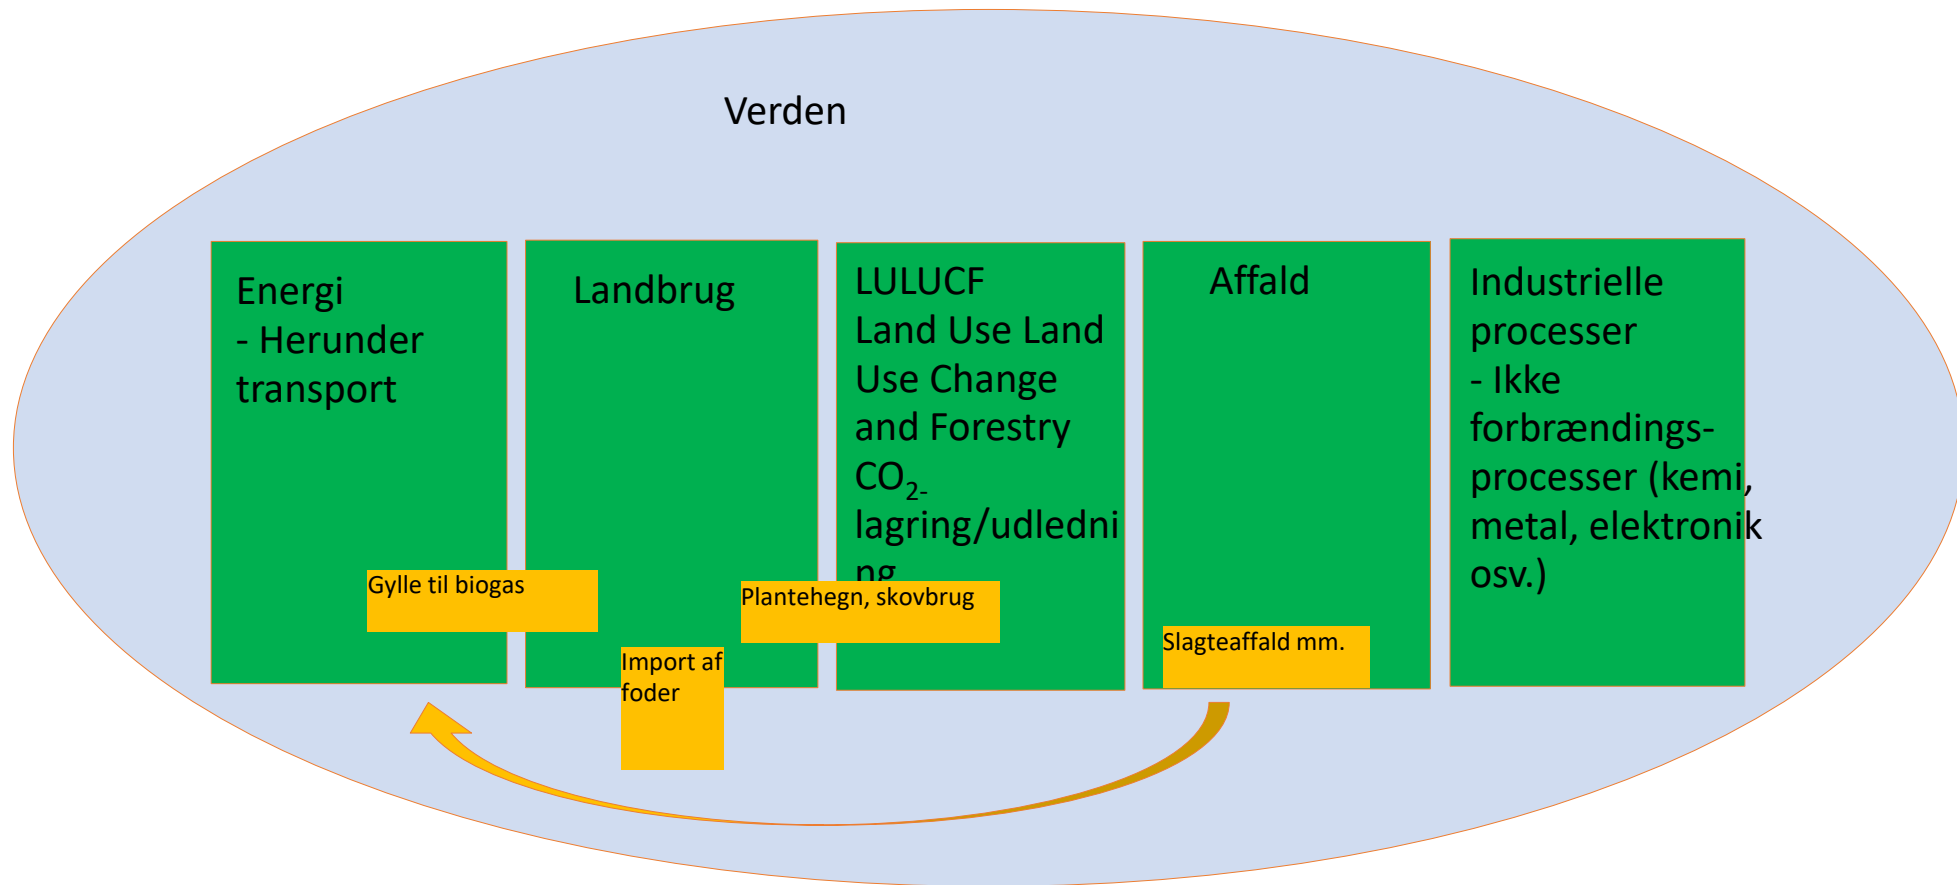 Verden
Energi
- Herunder
transport
Landbrug
LULUCF
Land Use Land
Use Change
and Forestry
CO2-
lagring/udledni
ng
Affald
Industrielle
processer
- Ikke
forbrændings-
processer (kemi,
metal, elektronik
osv.)
Gylle til biogas
Import af
foder
Plantehegn, skovbrug
Slagteaffald mm.